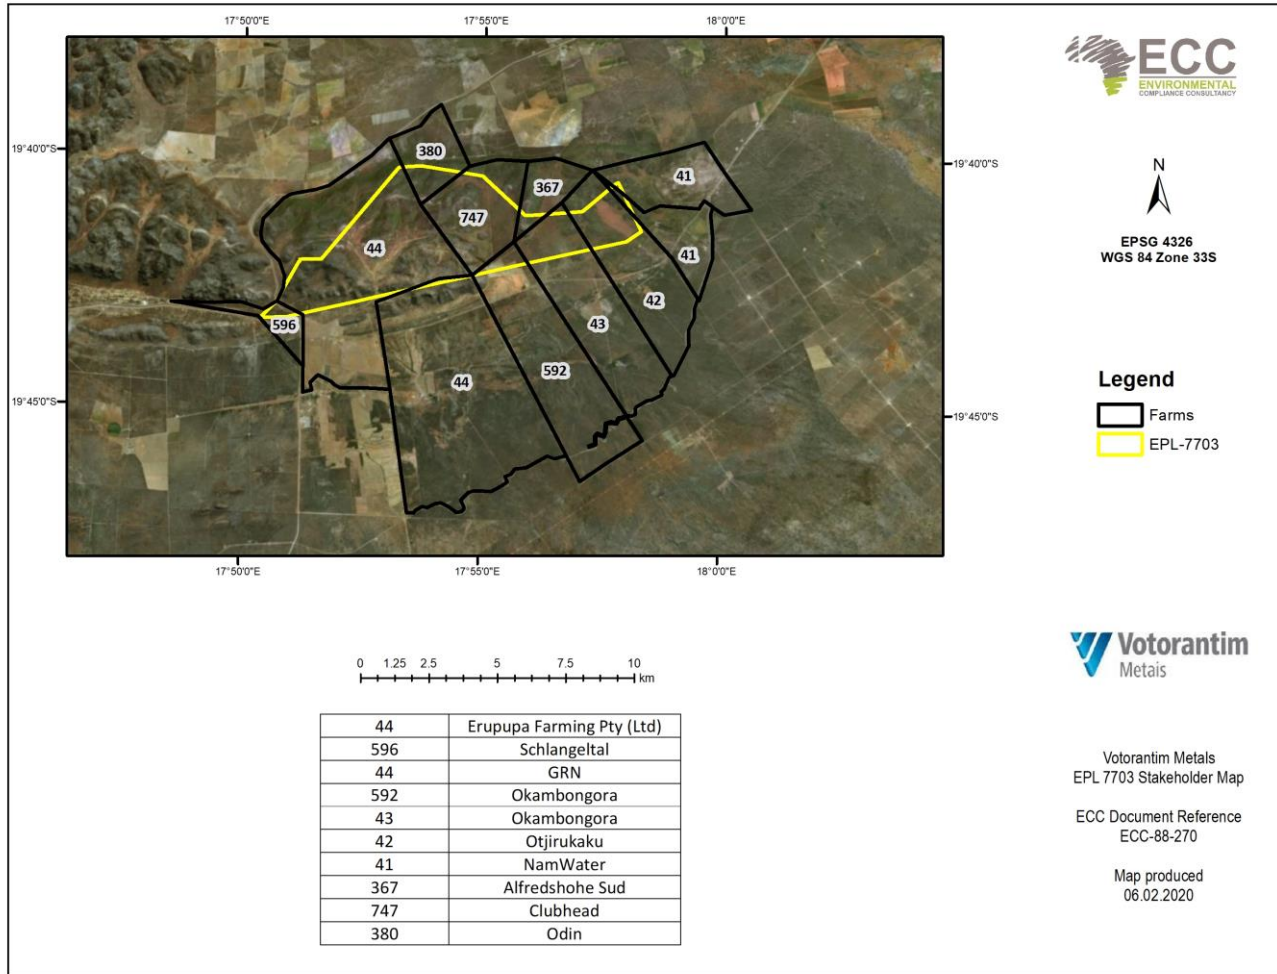 17°50'0"E 17°55'0"E 18°0'0"E
19°40'0"S 19°40'0"S
19°45'0"S 19°45'0"S
17°50'0"E 17°55'0"E 18°0'0"E
380
41
367
747
44
41
42
43
596
592
44
ECC
ENVIRONMENTAL
COMPLIANCE CONSULTANCY
N
EPSG 4326
WGS 84 Zone 33S
Legend
Farms
EPL-7703
0 1.25 2.5 5 7.5 10
km
44 Erupupa Farming Pty (Ltd)
596 Schlangeltal
44 GRN
592 Okambongora
43 Okambongora
42 Otjirukaku
41 NamWater
367 Alfredshohe Sud
747 Clubhead
380 Odin
Votorantim
Metais
Votorantim Metals
EPL 7703 Stakeholder Map
ECC Document Reference
ECC-88-270
Map produced
06.02.2020